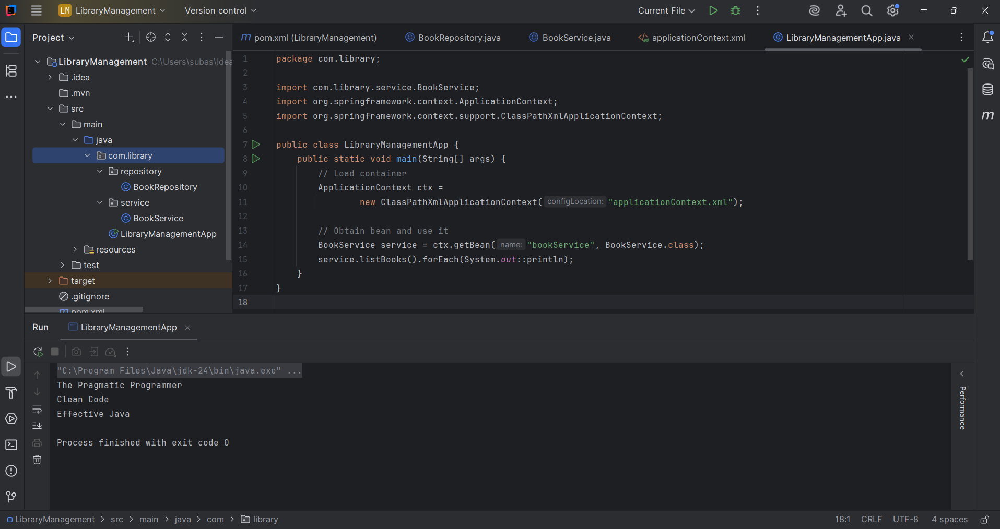 LM LibraryManagement Version control Current File
Project
pom.xml (LibraryManagement) BookRepository.java BookService.java applicationContext.xml LibraryManagementApp.java
LibraryManagement C:\Users\subas\Idea
.idea
.mvn
src
main
java
com.library
repository
BookRepository
service
BookService
LibraryManagementApp
resources
test
target
.gitignore
pom.xml
1 package com.library;
2
3 import com.library.service.BookService;
4 import org.springframework.context.ApplicationContext;
5 import org.springframework.context.support.ClassPathXmlApplicationContext;
6
7 public class LibraryManagementApp {
8 public static void main(String[] args) {
9 // Load container
10 ApplicationContext ctx =
11 new ClassPathXmlApplicationContext( configLocation: "applicationContext.xml");
12
13 // Obtain bean and use it
14 BookService service = ctx.getBean( name: "bookService", BookService.class);
15 service.listBooks().forEach(System.out::println);
16 }
17 }
18
Run LibraryManagementApp
"C:\Program Files\Java\jdk-24\bin\java.exe" ...
The Pragmatic Programmer
Clean Code
Effective Java
Process finished with exit code 0
Performance
LibraryManagement > src > main > java > com > library 18:1 CRLF UTF-8 4 spaces